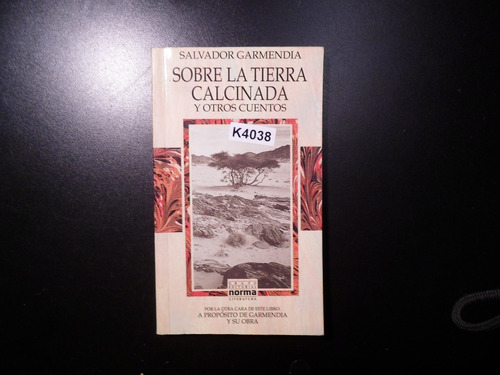 SALVADOR GARMENDIA
SOBRE LA TIERRA
CALCINADA
Y OTROS CUENTOS
K4038
norma
LITERATURA
POR LA OTRA CARA DE ESTE LIBRO:
A PROPÓSITO DE GARMENDIA
Y SU OBRA